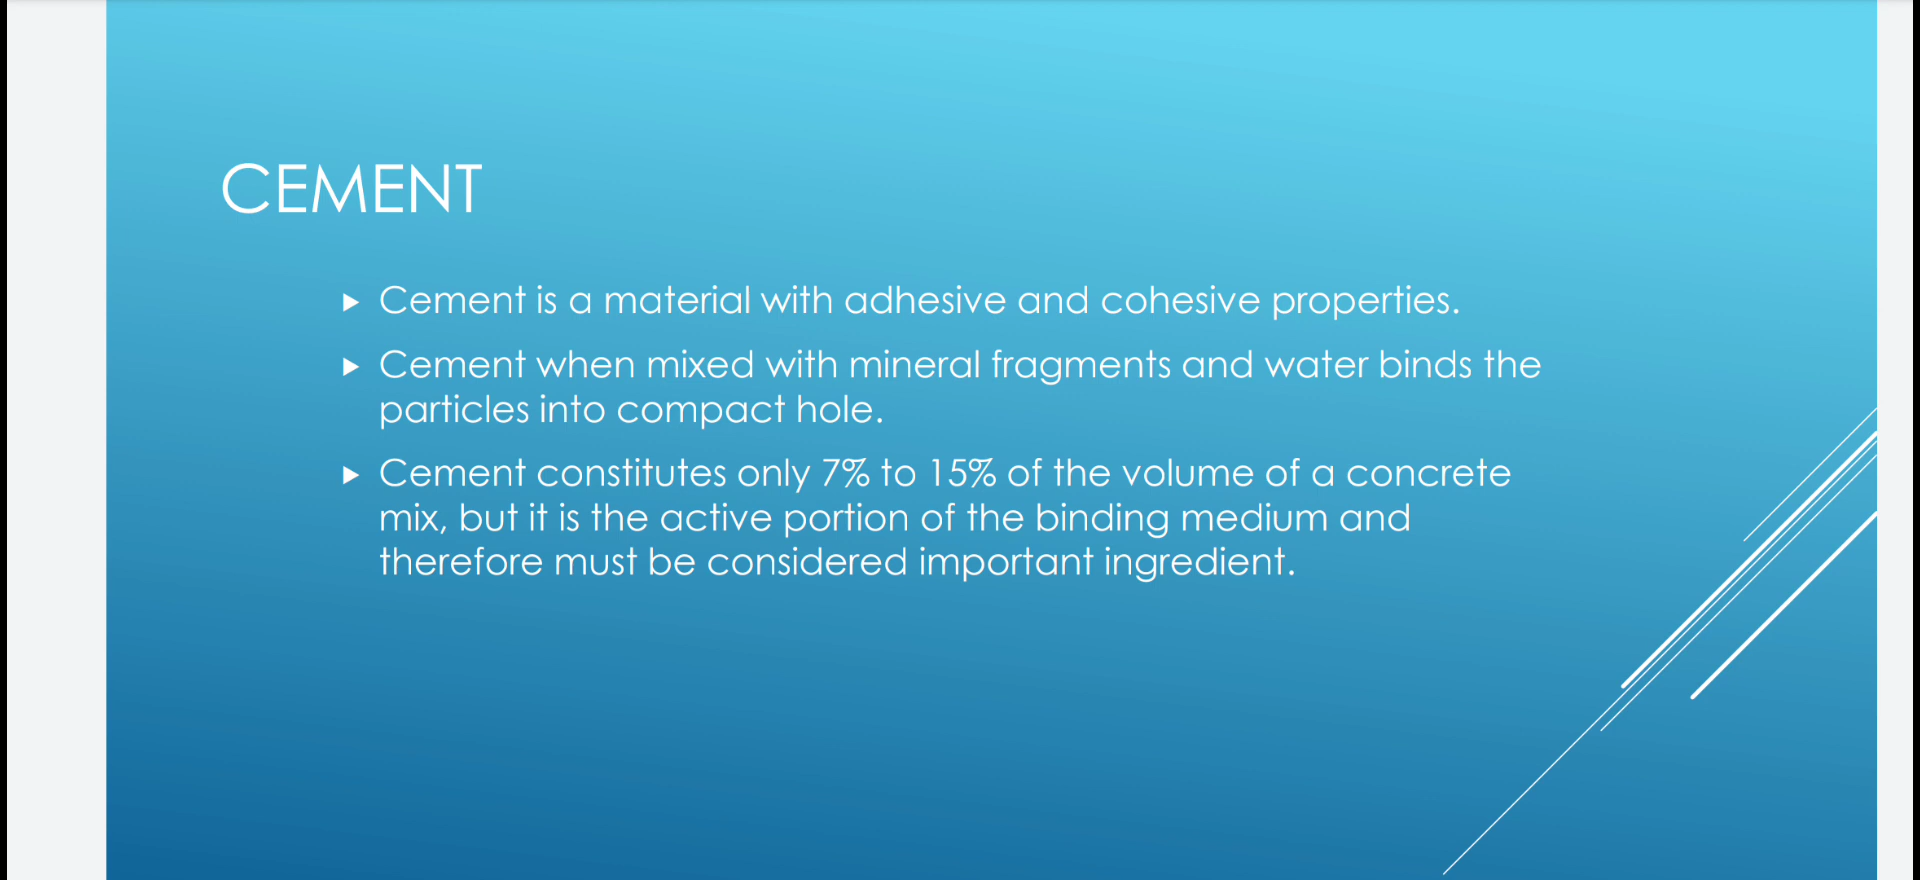 CEMENT
Cement is a material with adhesive and cohesive properties.
Cement when mixed with mineral fragments and water binds the
particles into compact hole.
Cement constitutes only 7% to 15% of the volume of a concrete
mix, but it is the active portion of the binding medium and
therefore must be considered important ingredient.